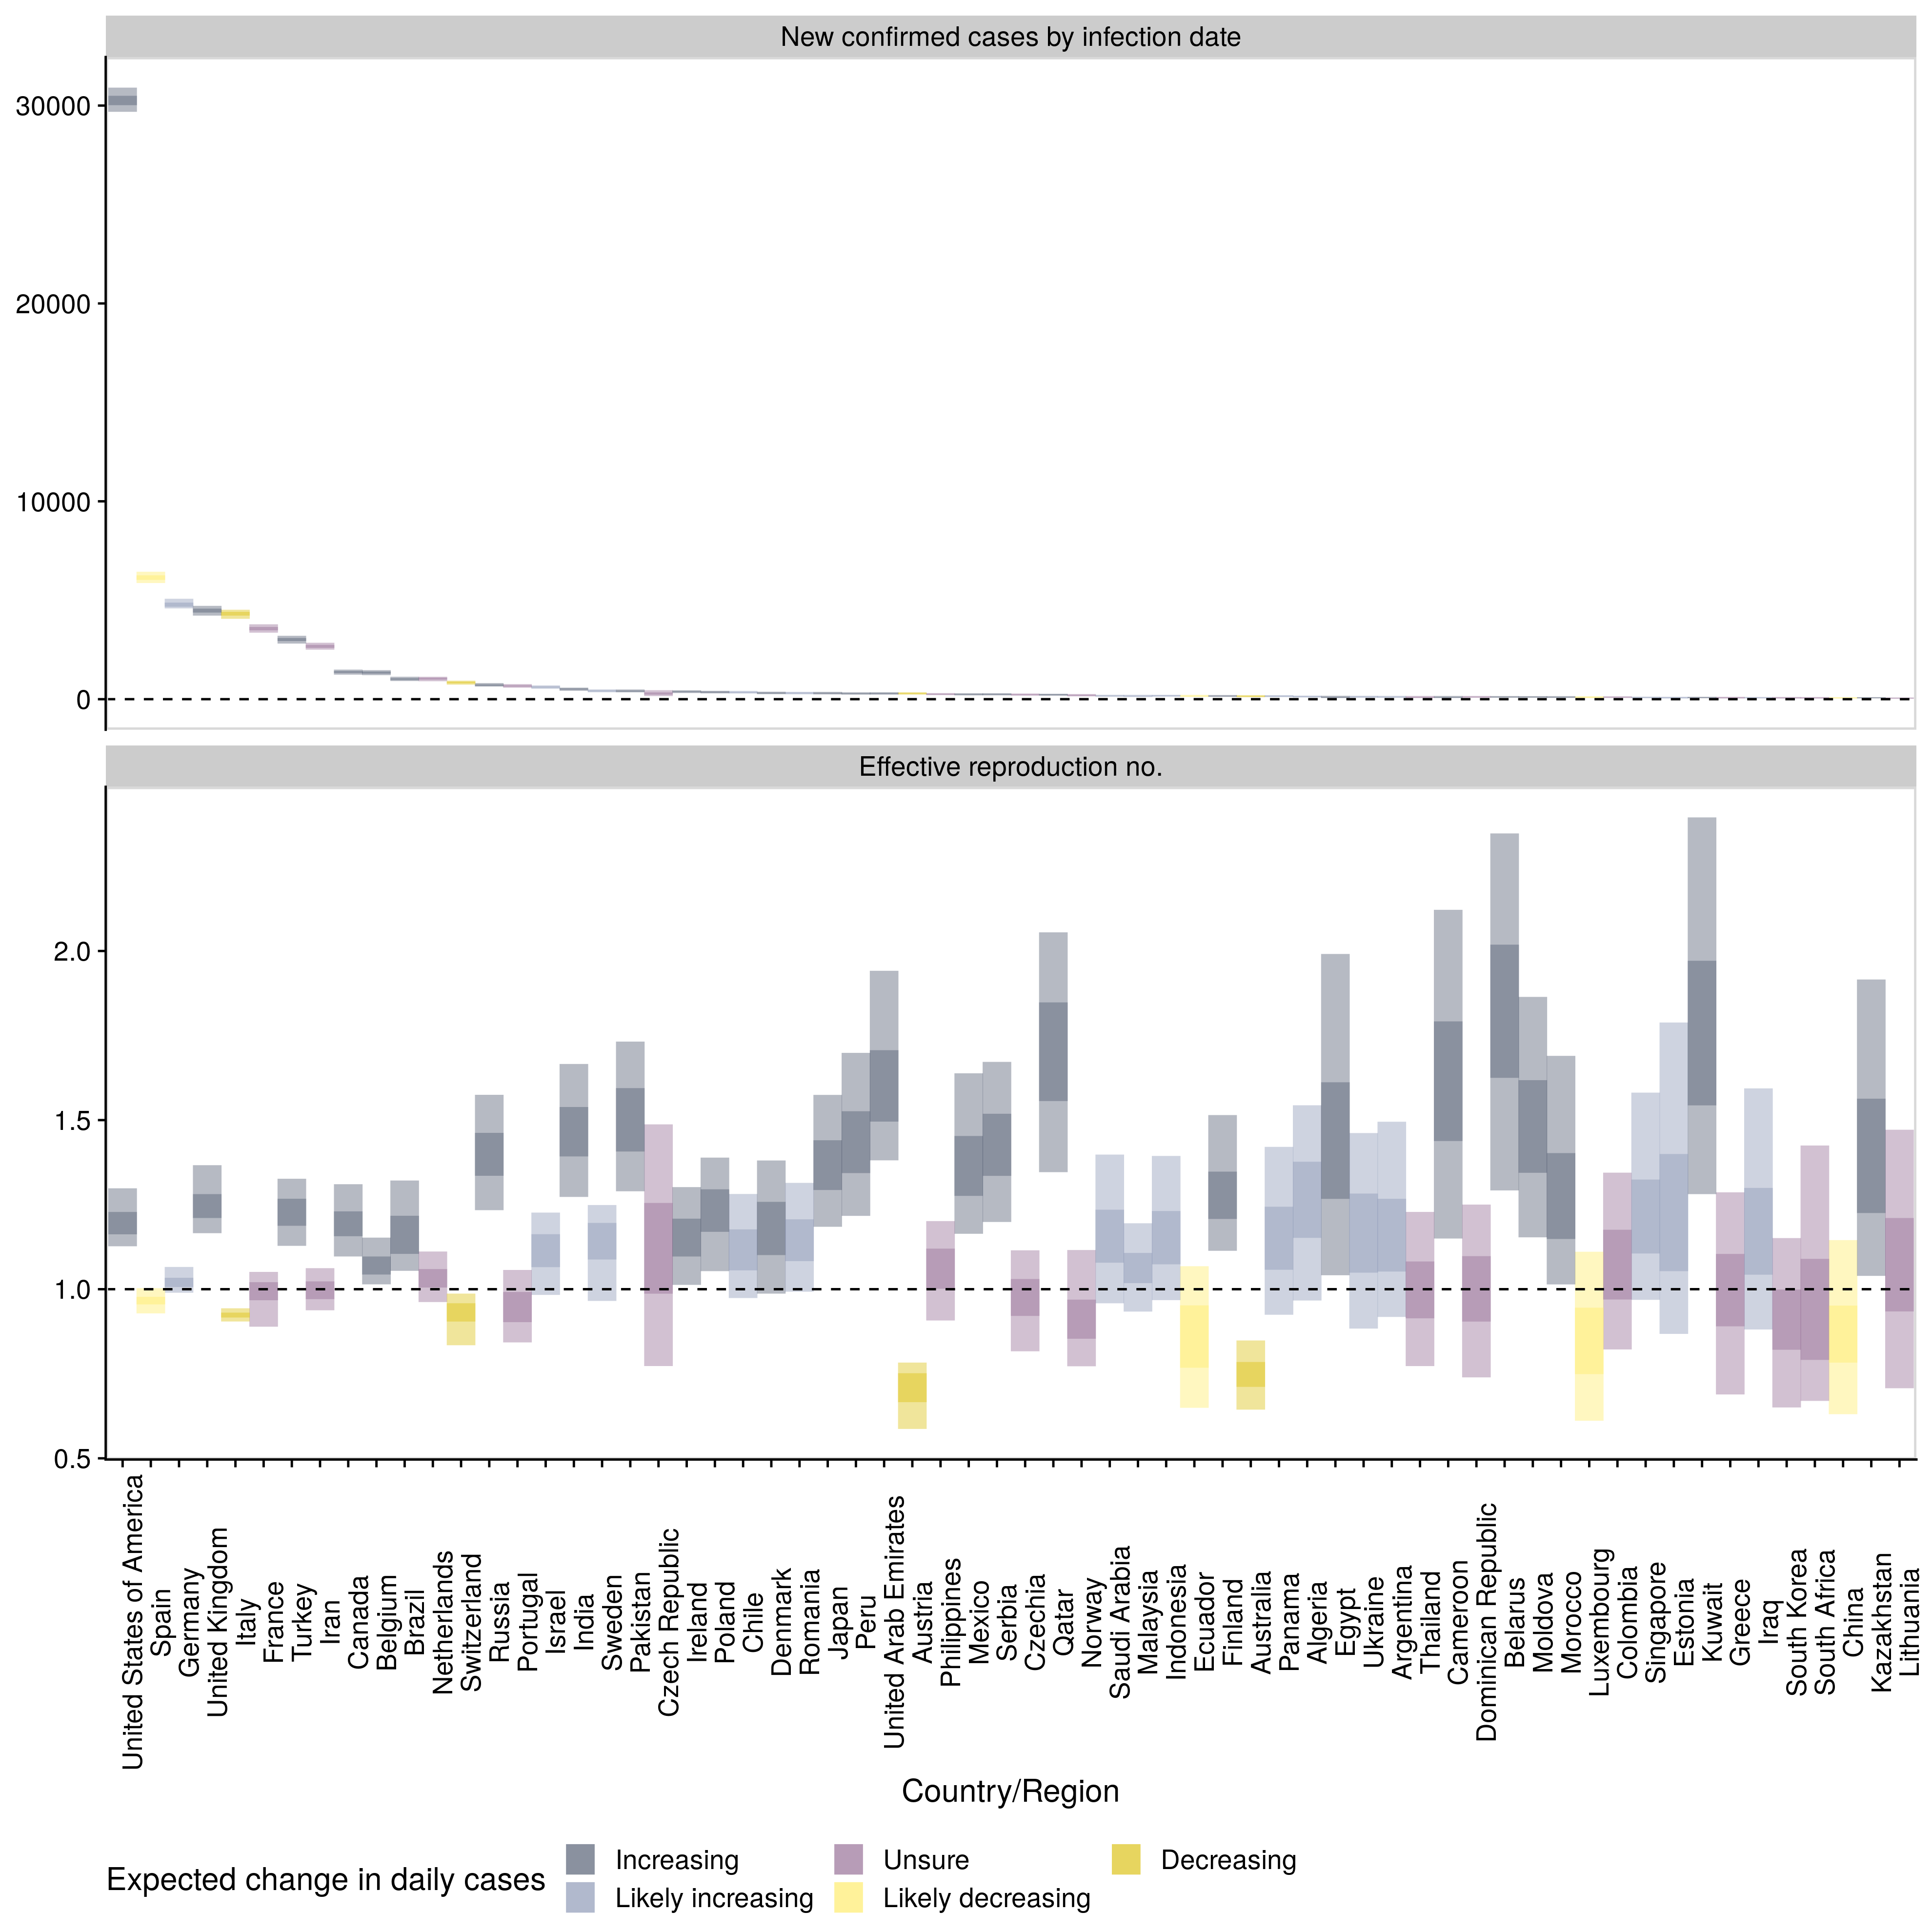 New confirmed cases by infection date
30000
20000
10000
0
Effective reproduction no.
2.0
1.5
1.0
0.5
United States of America
Spain
Germany
United Kingdom
Italy
France
Turkey
Iran
Canada
Belgium
Brazil
Netherlands
Switzerland
Russia
Portugal
Israel
India
Sweden
Pakistan
Czech Republic
Ireland
Poland
Chile
Denmark
Romania
Japan
Peru
United Arab Emirates
Austria
Philippines
Mexico
Serbia
Czechia
Qatar
Norway
Saudi Arabia
Malaysia
Indonesia
Ecuador
Finland
Australia
Panama
Algeria
Egypt
Ukraine
Argentina
Thailand
Cameroon
Dominican Republic
Belarus
Moldova
Morocco
Luxembourg
Colombia
Singapore
Estonia
Kuwait
Greece
Iraq
South Korea
South Africa
China
Kazakhstan
Lithuania
Country/Region
Expected change in daily cases
Increasing
Likely increasing
Unsure
Likely decreasing
Decreasing